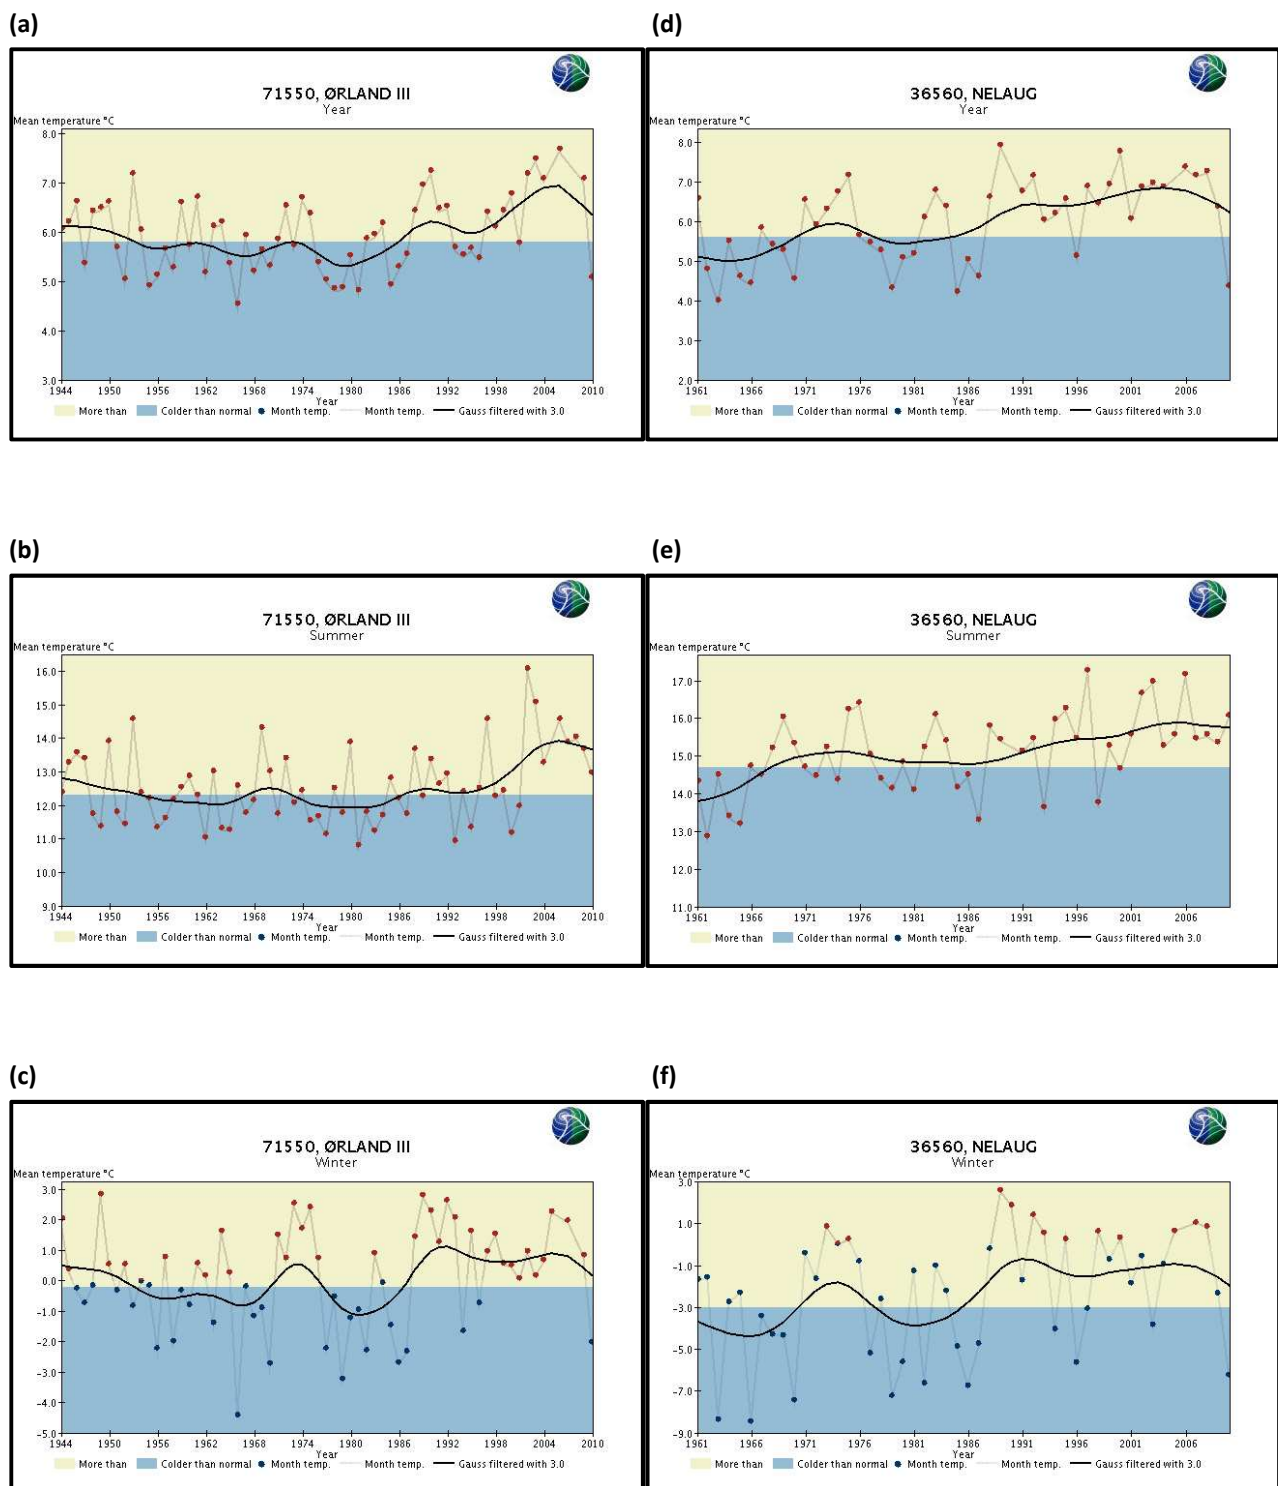 (a)
71550, ØRLAND III
Year
Mean temperature °C
8.0
7.0
6.0
5.0
4.0
3.0
1944 1950 1956 1962 1968 1974 1980 1986 1992 1998 2004 2010
Year
More than Colder than normal Month temp. Month temp. Gauss filtered with 3.0
(d)
36560, NELAUG
Year
Mean temperature °C
8.0
7.0
6.0
5.0
4.0
3.0
2.0
1961 1966 1971 1976 1981 1986 1991 1996 2001 2006
Year
More than Colder than normal Month temp. Month temp. Gauss filtered with 3.0
(b)
71550, ØRLAND III
Summer
Mean temperature °C
16.0
15.0
14.0
13.0
12.0
11.0
10.0
9.0
1944 1950 1956 1962 1968 1974 1980 1986 1992 1998 2004 2010
Year
More than Colder than normal Month temp. Month temp. Gauss filtered with 3.0
(e)
36560, NELAUG
Summer
Mean temperature °C
17.0
16.0
15.0
14.0
13.0
12.0
11.0
1961 1966 1971 1976 1981 1986 1991 1996 2001 2006
Year
More than Colder than normal Month temp. Month temp. Gauss filtered with 3.0
(c)
71550, ØRLAND III
Winter
Mean temperature °C
3.0
2.0
1.0
0.0
-1.0
-2.0
-3.0
-4.0
-5.0
1944 1950 1956 1962 1968 1974 1980 1986 1992 1998 2004 2010
Year
More than Colder than normal Month temp. Month temp. Gauss filtered with 3.0
(f)
36560, NELAUG
Winter
Mean temperature °C
3.0
1.0
-1.0
-3.0
-5.0
-7.0
-9.0
1961 1966 1971 1976 1981 1986 1991 1996 2001 2006
Year
More than Colder than normal Month temp. Month temp. Gauss filtered with 3.0